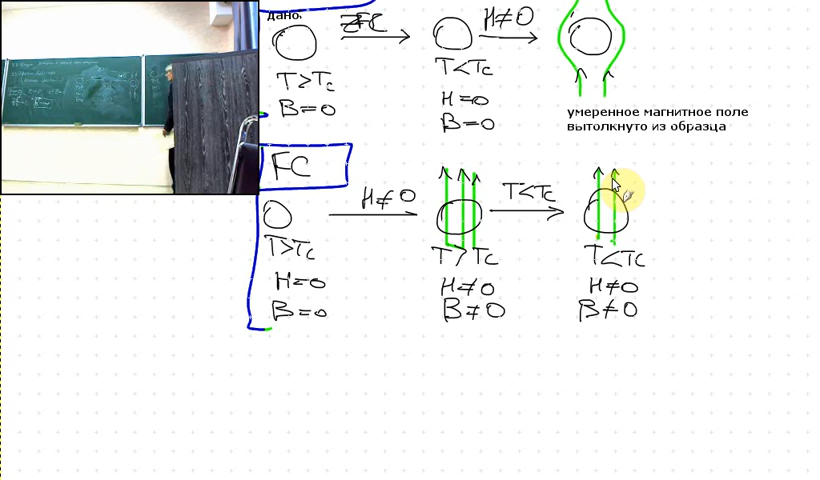 дано.
ZFC H≠0
T>Tc T<Tc
B=0 H=0
B=0
умеренное магнитное поле
вытолкнуто из образца
FC
H≠0 T<Tc
T>Tc T>Tc T<Tc
H=0 H≠0 H≠0
B=0 B≠0 B≠0